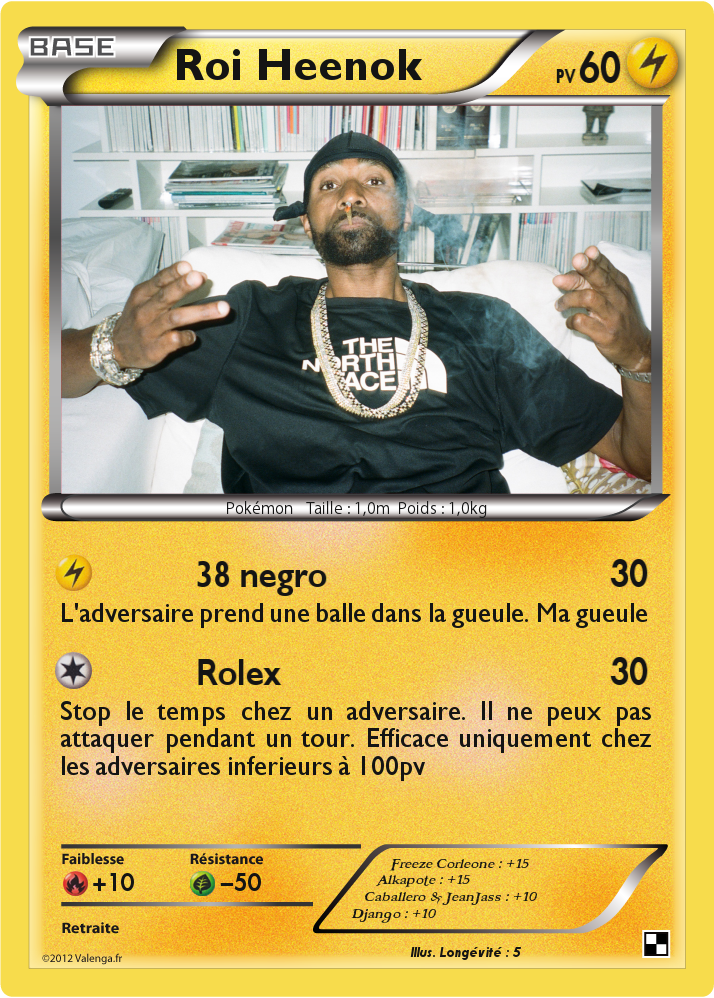 BASE
Roi Heenok
PV 60
THE
NORTH
FACE
Pokémon Taille : 1,0m Poids : 1,0kg
38 negro 30
L'adversaire prend une balle dans la gueule. Ma gueule
Rolex 30
Stop le temps chez un adversaire. Il ne peux pas
attaquer pendant un tour. Efficace uniquement chez
les adversaires inferieurs à 100pv
Faiblesse Résistance
+10 –50
Freeze Corleone : +15
Alkapote : +15
Caballero & JeanJass : +10
Django : +10
Retraite
Illus. Longévité : 5
©2012 Valenga.fr